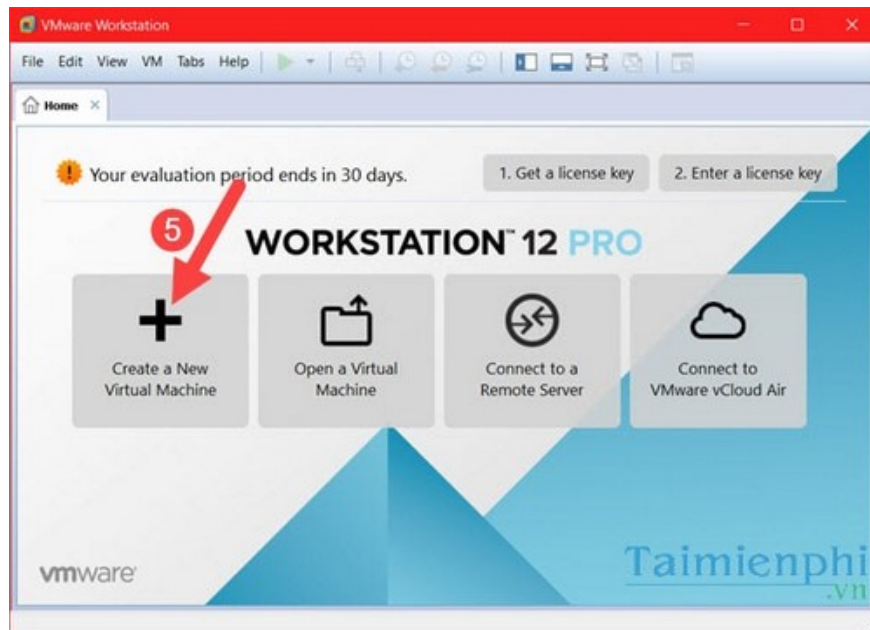 VMware Workstation
File Edit View VM Tabs Help
Home
Your evaluation period ends in 30 days.
1. Get a license key
2. Enter a license key
5
WORKSTATION™ 12 PRO
Create a New
Virtual Machine
Open a Virtual
Machine
Connect to a
Remote Server
Connect to
VMware vCloud Air
vmware
Taimienphi
.vn